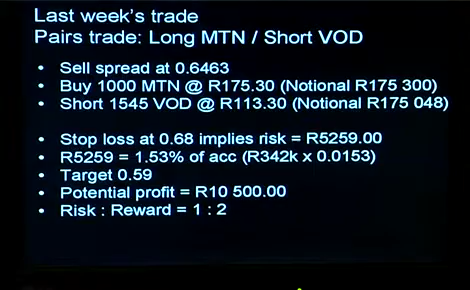 Last week's trade
Pairs trade: Long MTN / Short VOD
• Sell spread at 0.6463
• Buy 1000 MTN @ R175.30 (Notional R175 300)
• Short 1545 VOD @ R113.30 (Notional R175 048)
• Stop loss at 0.68 implies risk = R5259.00
• R5259 = 1.53% of acc (R342k x 0.0153)
• Target 0.59
• Potential profit = R10 500.00
• Risk : Reward = 1 : 2